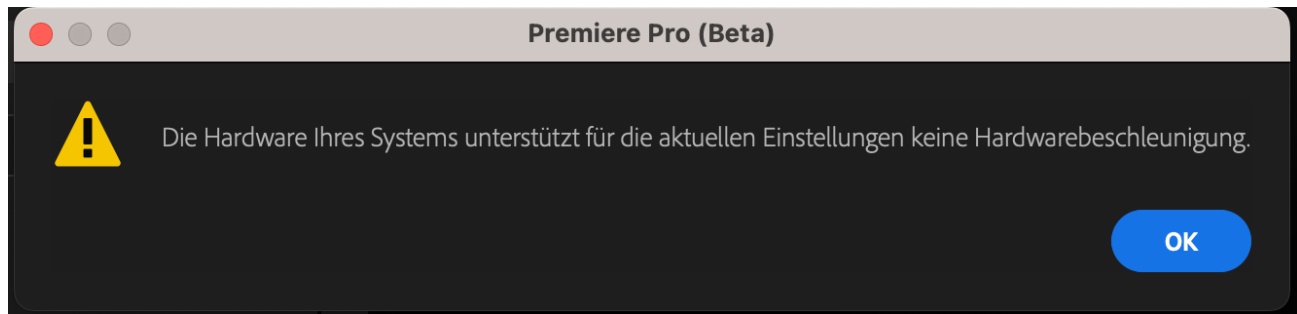 Premiere Pro (Beta)
Die Hardware Ihres Systems unterstützt für die aktuellen Einstellungen keine Hardwarebeschleunigung.
OK